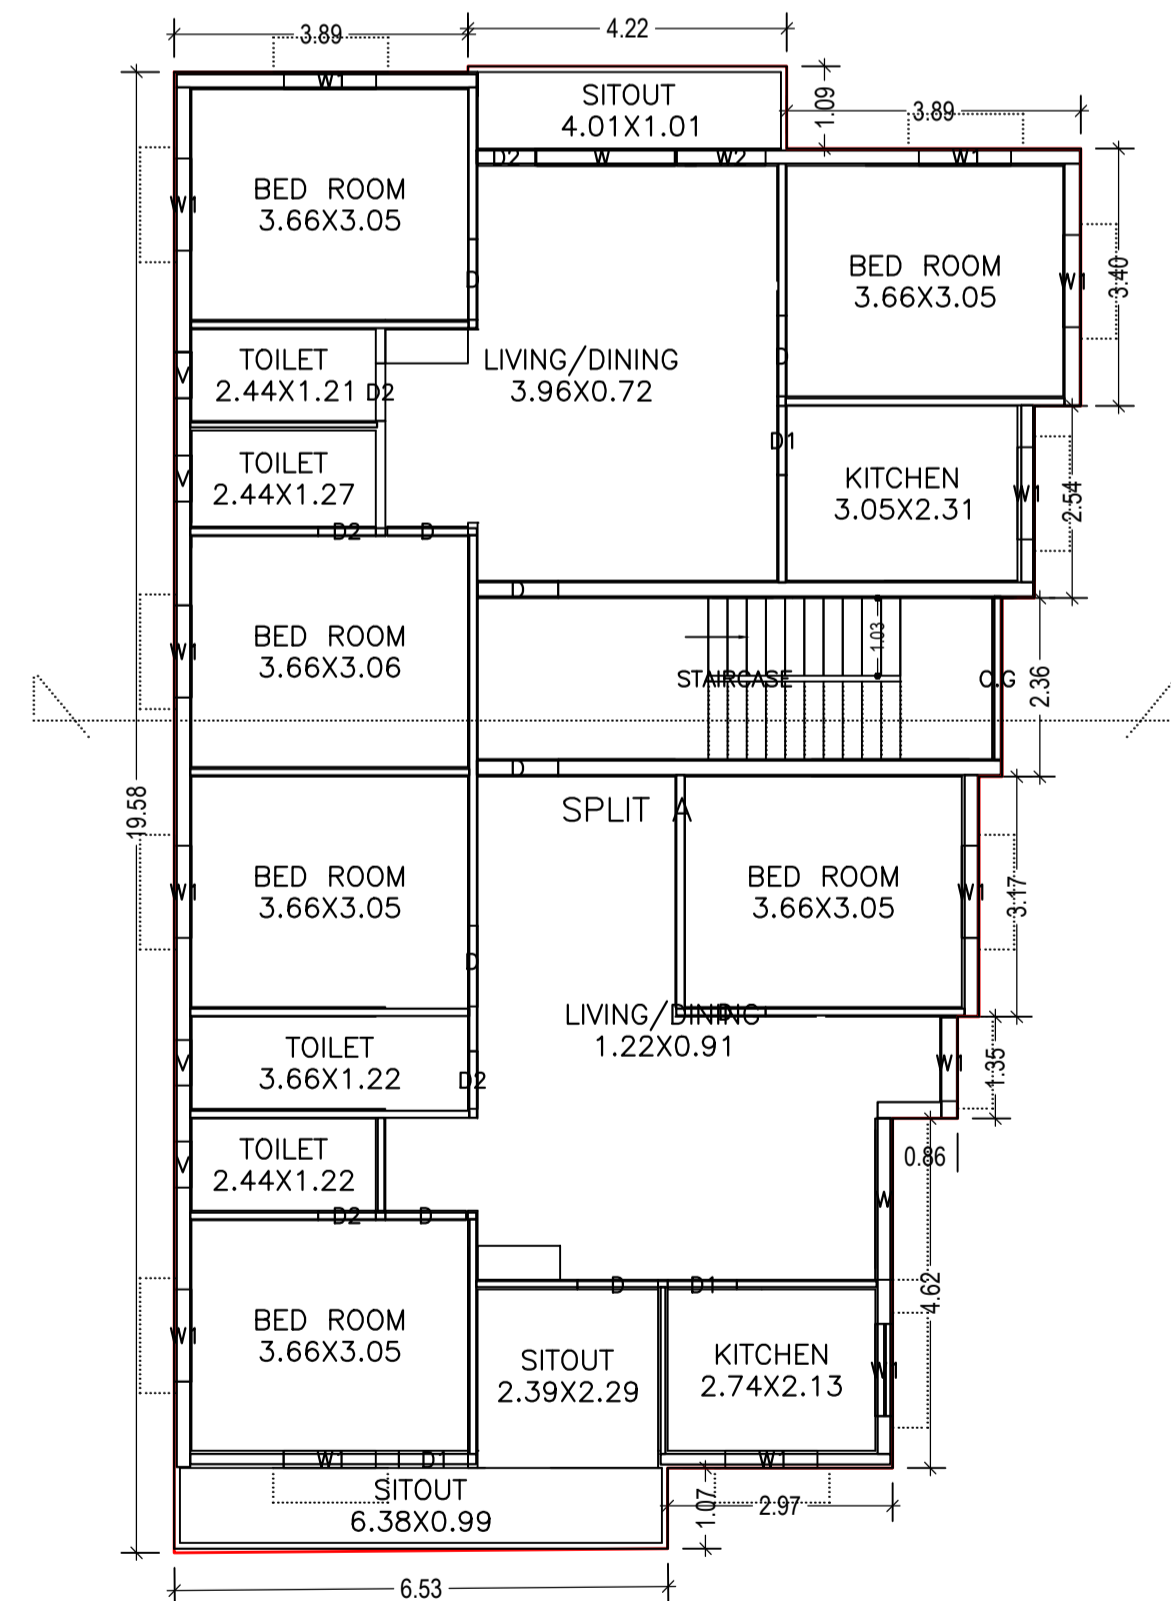 3.89
4.22
W1
SITOUT
4.01X1.01
1.09
3.89
D2
W
W2
W1
BED ROOM
3.66X3.05
W1
D
BED ROOM
3.66X3.05
W1
3.40
TOILET
2.44X1.21
V
D2
LIVING/DINING
3.96X0.72
D
D1
TOILET
2.44X1.27
V
KITCHEN
3.05X2.31
W1
2.54
D2
D
D
BED ROOM
3.66X3.06
W1
1.03
STAIRCASE
O.G
2.36
D
19.58
SPLIT A
BED ROOM
3.66X3.05
W1
BED ROOM
3.66X3.05
W1
3.17
D
LIVING/DINING
1.22X0.91
D
TOILET
3.66X1.22
V
D2
W1
1.35
TOILET
2.44X1.22
V
0.86
W
D2
D
D
D1
4.62
BED ROOM
3.66X3.05
W1
SITOUT
2.39X2.29
KITCHEN
2.74X2.13
W1
W1
D1
W1
SITOUT
6.38X0.99
1.07
2.97
6.53